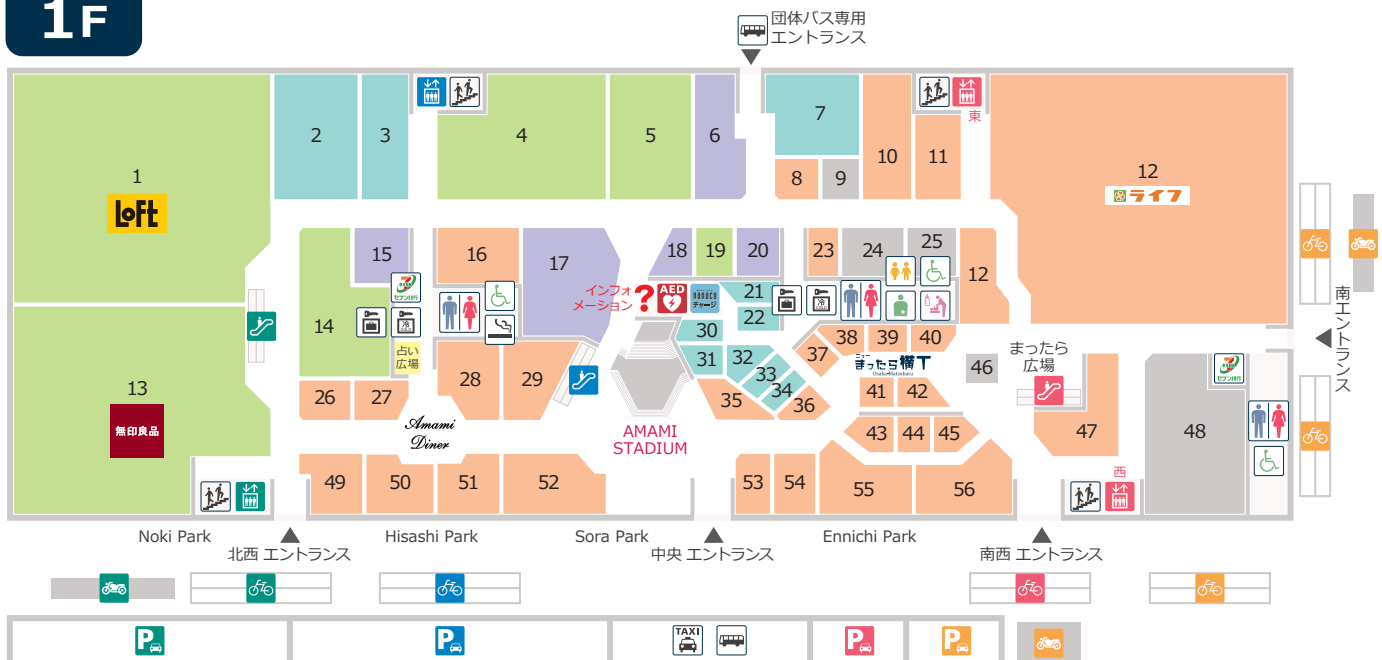 1F
団体バス専用
エントランス
東
1
LOFT
2
3
4
5
6
7
8
9
10
11
12
ライフ
13
無印良品
14
15
セブン銀行
冷
占い
広場
16
17
18
19
20
インフォ
メーション
?
AED
nanaco
チャージ
21
22
23
24
25
12
26
27
28
29
30
31
32
33
34
35
36
37
38
39
40
冷
ニュー
まったら横丁
Osaka-Matsubara
41
42
43
44
45
46
まったら
広場
47
48
セブン銀行
南エントランス
Amami
Diner
AMAMI
STADIUM
49
50
51
52
53
54
55
56
西
Noki Park
Hisashi Park
Sora Park
Ennichi Park
北西 エントランス
中央 エントランス
南西 エントランス
P
P
TAXI
P
P